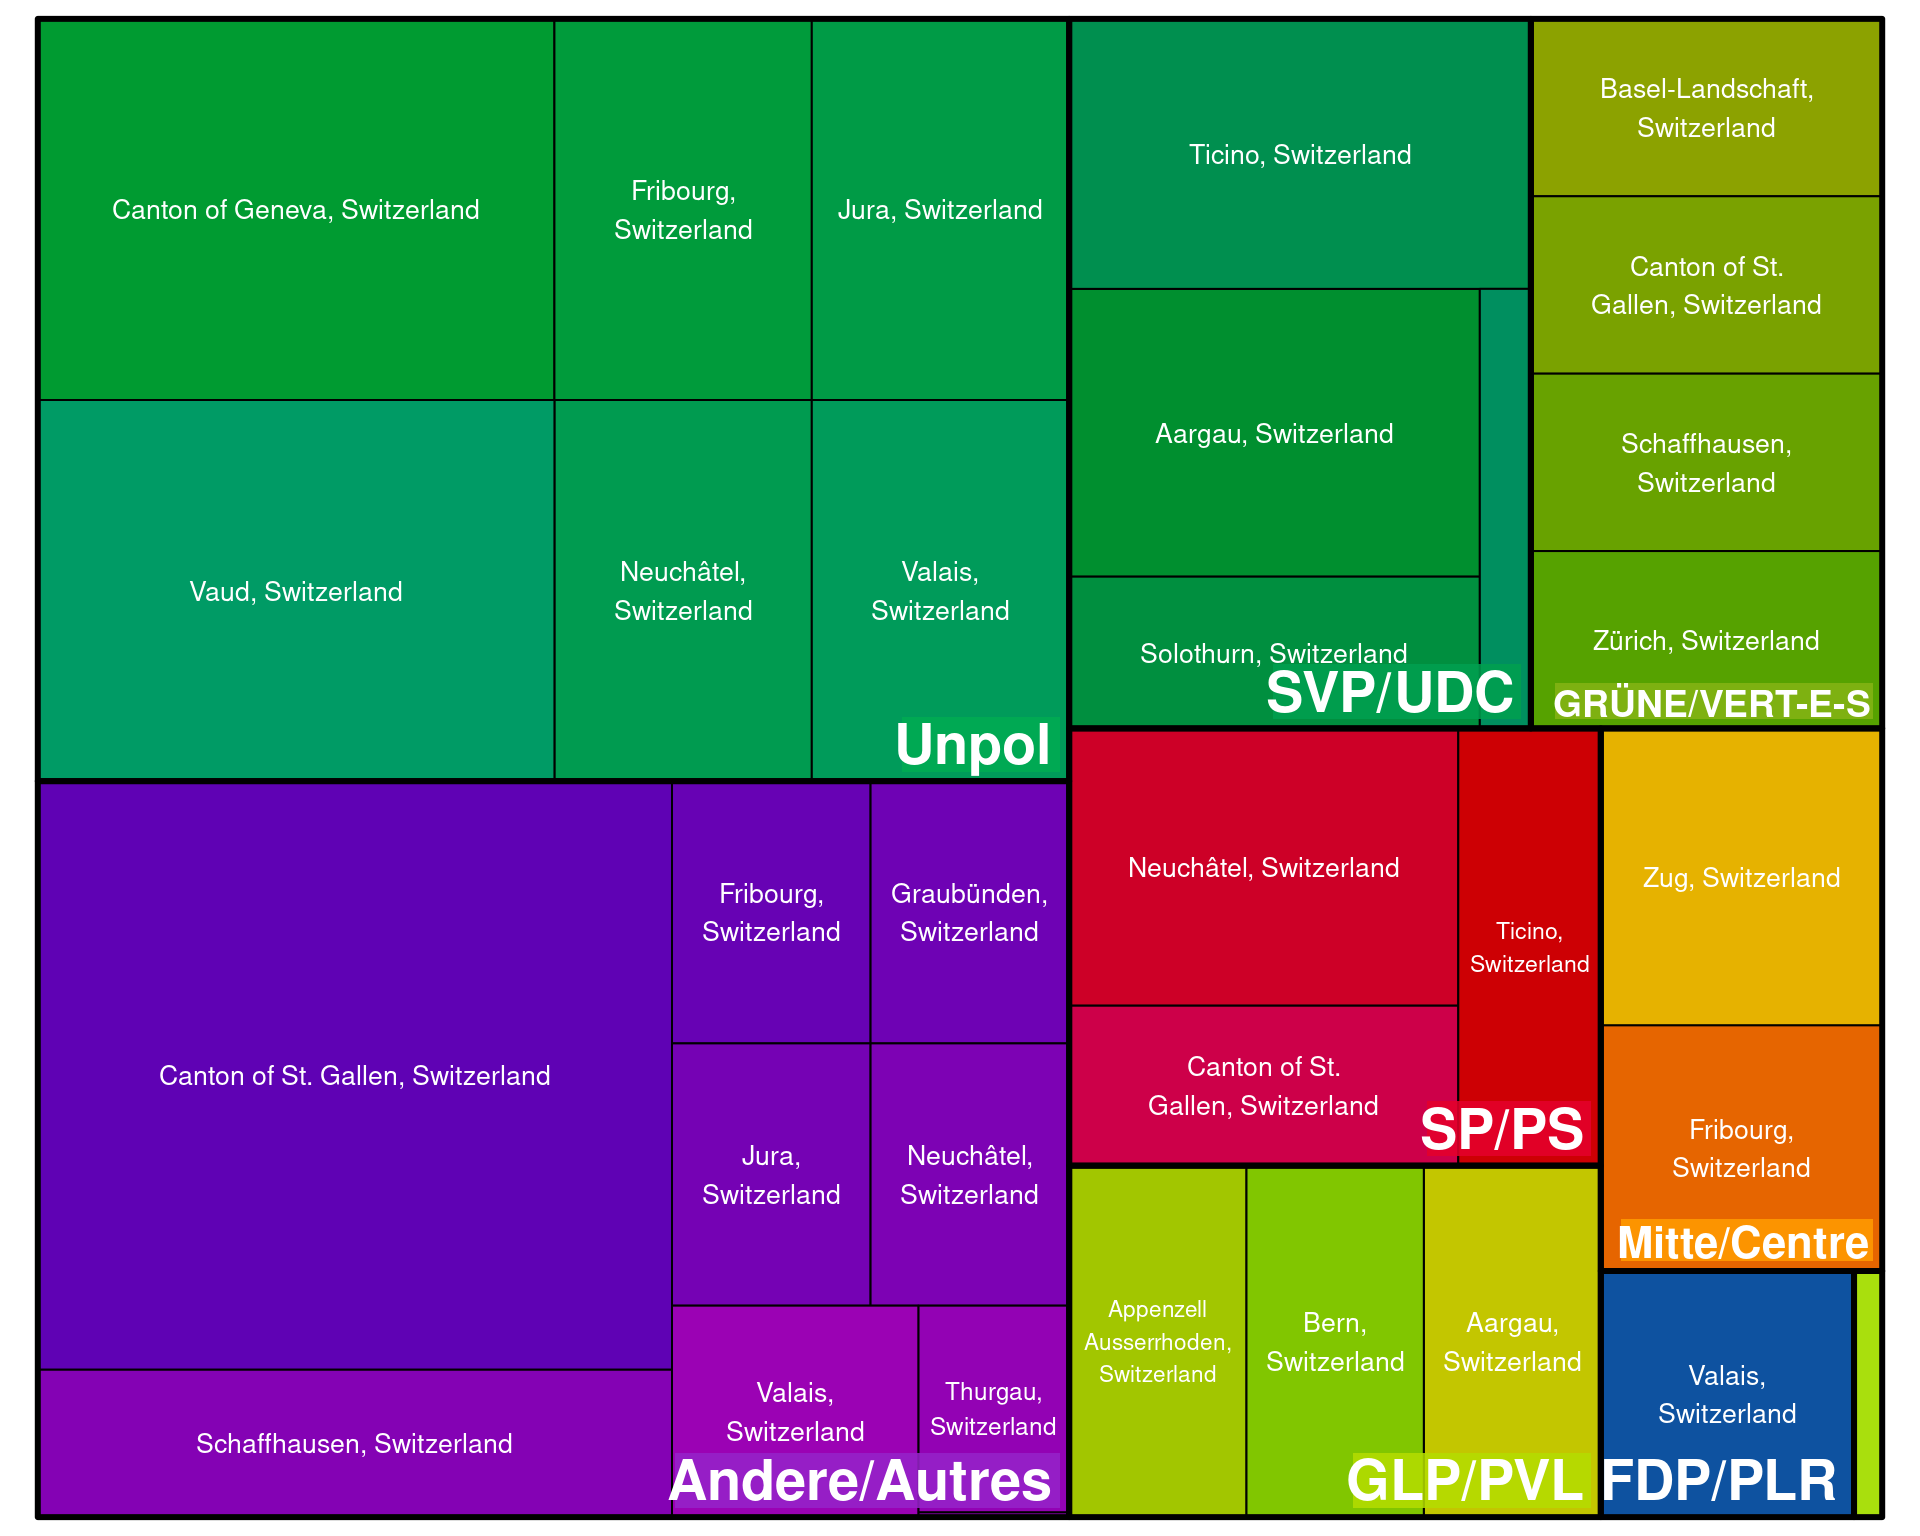 Canton of Geneva, Switzerland
Fribourg,
Switzerland
Jura, Switzerland
Vaud, Switzerland
Neuchâtel,
Switzerland
Valais,
Switzerland
Unpol
Ticino, Switzerland
Aargau, Switzerland
Solothurn, Switzerland
SVP/UDC
Basel-Landschaft,
Switzerland
Canton of St.
Gallen, Switzerland
Schaffhausen,
Switzerland
Zürich, Switzerland
GRÜNE/VERT-E-S
Canton of St. Gallen, Switzerland
Fribourg,
Switzerland
Graubünden,
Switzerland
Jura,
Switzerland
Neuchâtel,
Switzerland
Schaffhausen, Switzerland
Valais,
Switzerland
Thurgau,
Switzerland
Andere/Autres
Neuchâtel, Switzerland
Ticino,
Switzerland
Canton of St.
Gallen, Switzerland
SP/PS
Zug, Switzerland
Fribourg,
Switzerland
Mitte/Centre
Appenzell
Ausserrhoden,
Switzerland
Bern,
Switzerland
Aargau,
Switzerland
GLP/PVL
Valais,
Switzerland
FDP/PLR